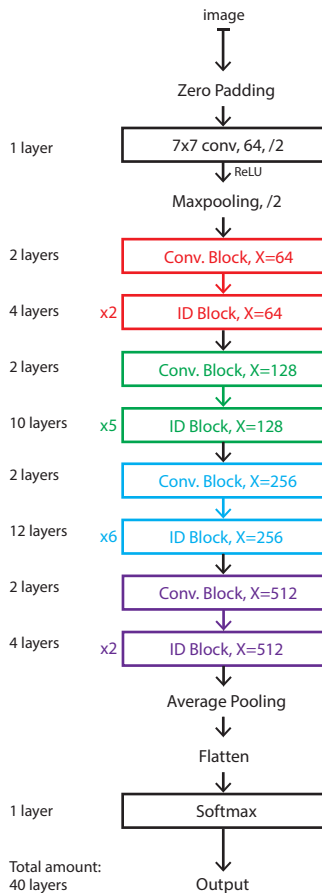 image
Zero Padding
1 layer 7x7 conv, 64, /2
ReLU
Maxpooling, /2
2 layers Conv. Block, X=64
4 layers x2 ID Block, X=64
2 layers Conv. Block, X=128
10 layers x5 ID Block, X=128
2 layers Conv. Block, X=256
12 layers x6 ID Block, X=256
2 layers Conv. Block, X=512
4 layers x2 ID Block, X=512
Average Pooling
Flatten
1 layer Softmax
Total amount:
40 layers Output